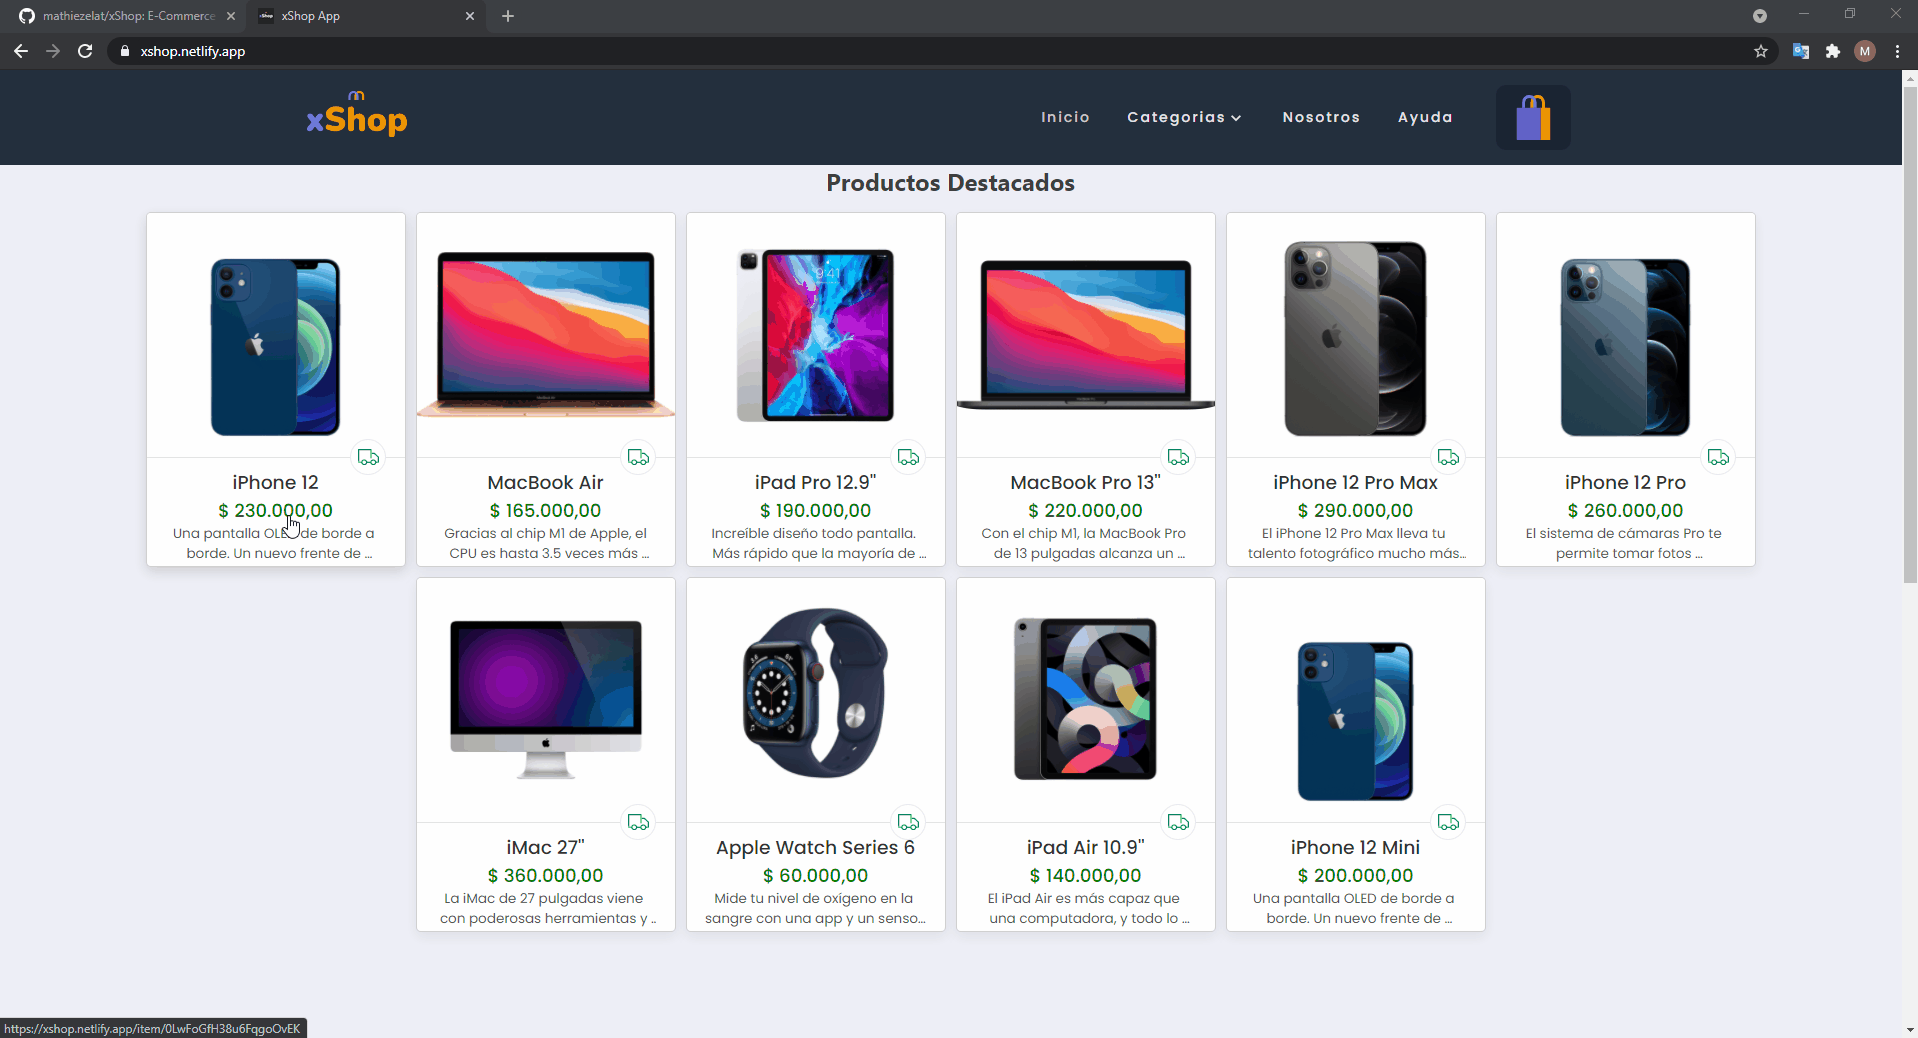 mathiezelat/xShop: E-Commerce
xShop App
xshop.netlify.app
M
xShop
Inicio
Categorias
Nosotros
Ayuda
Productos Destacados
iPhone 12
$ 230.000,00
Una pantalla OLED de borde a
borde. Un nuevo frente de ...
MacBook Air
$ 165.000,00
Gracias al chip M1 de Apple, el
CPU es hasta 3.5 veces más ...
9:41
iPad Pro 12.9"
$ 190.000,00
Increíble diseño todo pantalla.
Más rápido que la mayoría de ...
MacBook Pro 13"
$ 220.000,00
Con el chip M1, la MacBook Pro
de 13 pulgadas alcanza un ...
iPhone 12 Pro Max
$ 290.000,00
El iPhone 12 Pro Max lleva tu
talento fotográfico mucho más...
iPhone 12 Pro
$ 260.000,00
El sistema de cámaras Pro te
permite tomar fotos ...
iMac 27"
$ 360.000,00
La iMac de 27 pulgadas viene
con poderosas herramientas y ..
Apple Watch Series 6
$ 60.000,00
Mide tu nivel de oxígeno en la
sangre con una app y un senso...
iPad Air 10.9"
$ 140.000,00
El iPad Air es más capaz que
una computadora, y todo lo ...
iPhone 12 Mini
$ 200.000,00
Una pantalla OLED de borde a
borde. Un nuevo frente de ...
https://xshop.netlify.app/item/0LwFoGfH38u6FqgoOvEK